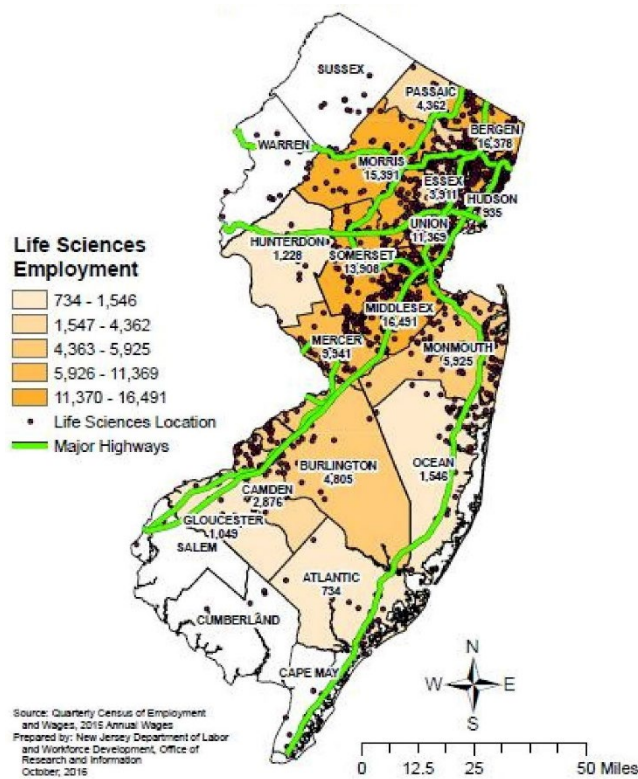 SUSSEX
PASSAIC
4,362
BERGEN
16,378
WARREN
MORRIS
15,391
ESSEX
3,911
HUDSON
935
UNION
11,369
HUNTERDON
1,228
SOMERSET
13,908
MIDDLESEX
16,491
MERCER
9,941
MONMOUTH
5,925
Life Sciences
Employment
734 - 1,546
1,547 - 4,362
4,363 - 5,925
5,926 - 11,369
11,370 - 16,491
Life Sciences Location
Major Highways
OCEAN
1,546
BURLINGTON
4,805
CAMDEN
2,876
GLOUCESTER
1,049
SALEM
ATLANTIC
734
CUMBERLAND
CAPE MAY
N
W E
S
Source: Quarterly Census of Employment
and Wages, 2015 Annual Wages
Prepared by: New Jersey Department of Labor
and Workforce Development, Office of
Research and Information
October, 2016
0 12.5 25 50 Miles